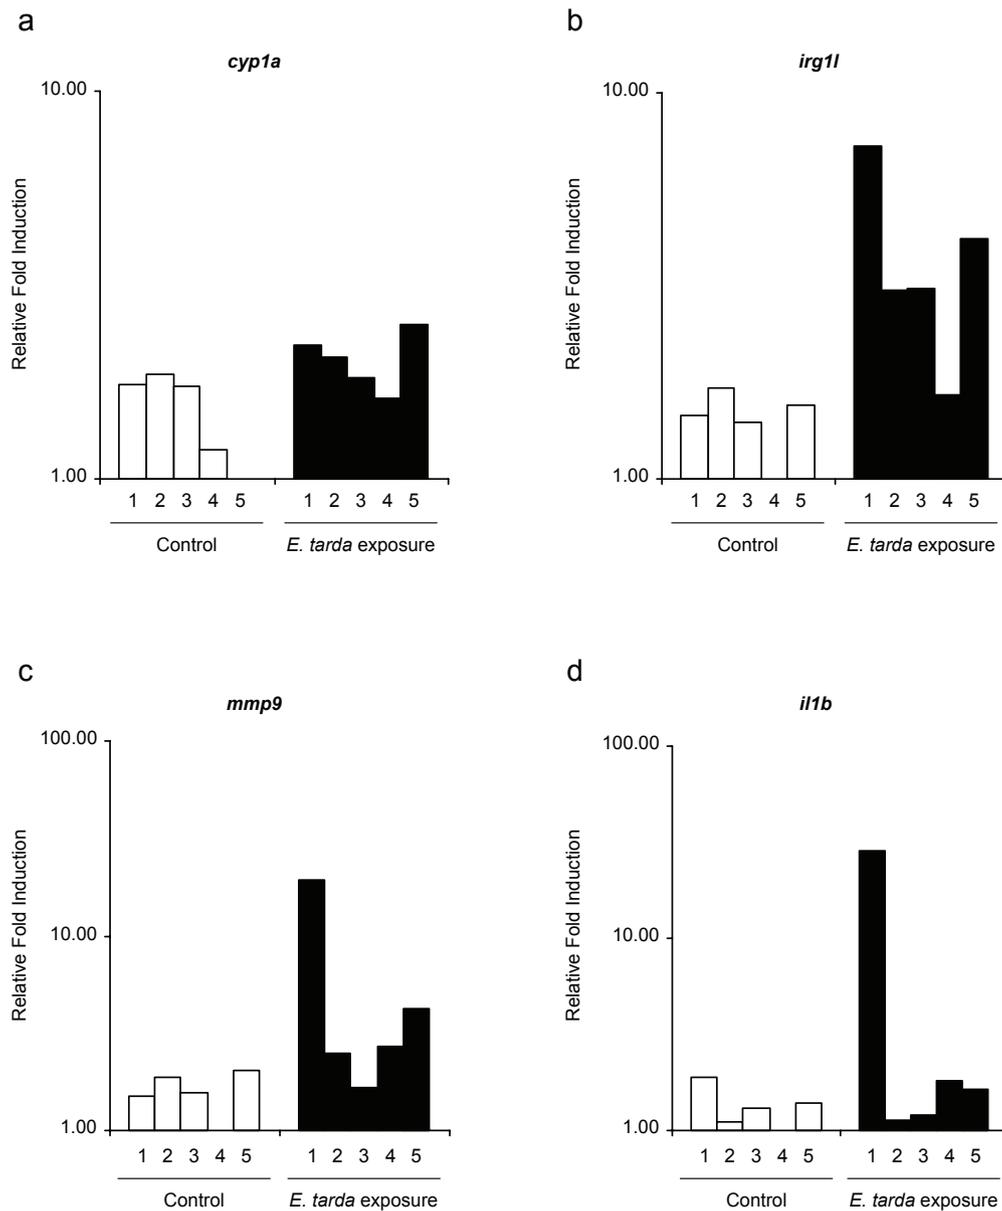 a
cyp1a
10.00
Relative Fold Induction
1.00
1 2 3 4 5 1 2 3 4 5
Control E. tarda exposure
b
irg1l
10.00
Relative Fold Induction
1.00
1 2 3 4 5 1 2 3 4 5
Control E. tarda exposure
c
mmp9
100.00
Relative Fold Induction
10.00
1.00
1 2 3 4 5 1 2 3 4 5
Control E. tarda exposure
d
il1b
100.00
Relative Fold Induction
10.00
1.00
1 2 3 4 5 1 2 3 4 5
Control E. tarda exposure